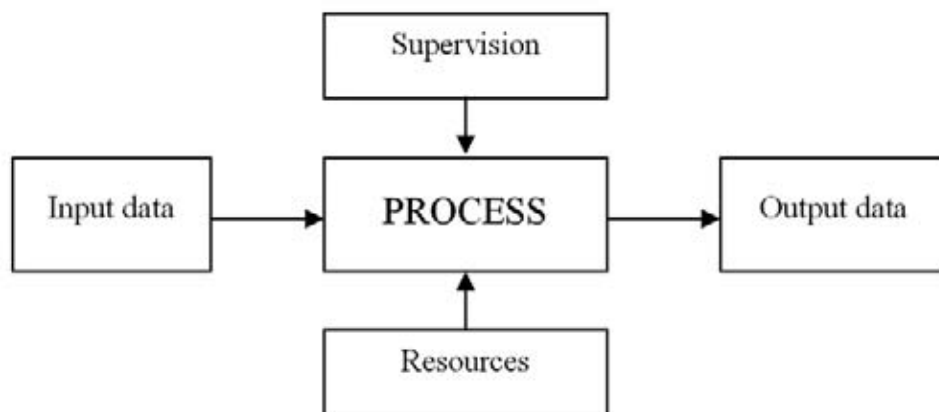 Supervision
Input data
PROCESS
Output data
Resources